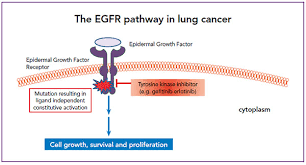 The EGFR pathway in lung cancer
Epidermal Growth Factor
Epidermal Growth Factor
Receptor
Mutation resulting in
ligand independent
constitutive activation
Tyrosine kinase inhibitor
(e.g. gefitinib, erlotinib)
cytoplasm
Cell growth, survival and proliferation